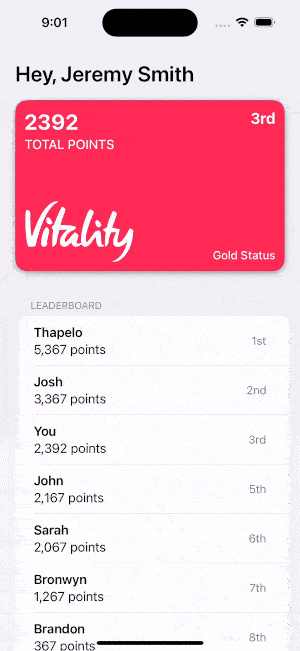 9:01
Hey, Jeremy Smith
2392
3rd
TOTAL POINTS
Vitality
Gold Status
LEADERBOARD
Thapelo
5,367 points
1st
Josh
3,367 points
2nd
You
2,392 points
3rd
John
2,167 points
5th
Sarah
2,067 points
6th
Bronwyn
1,267 points
7th
Brandon
367 points
8th